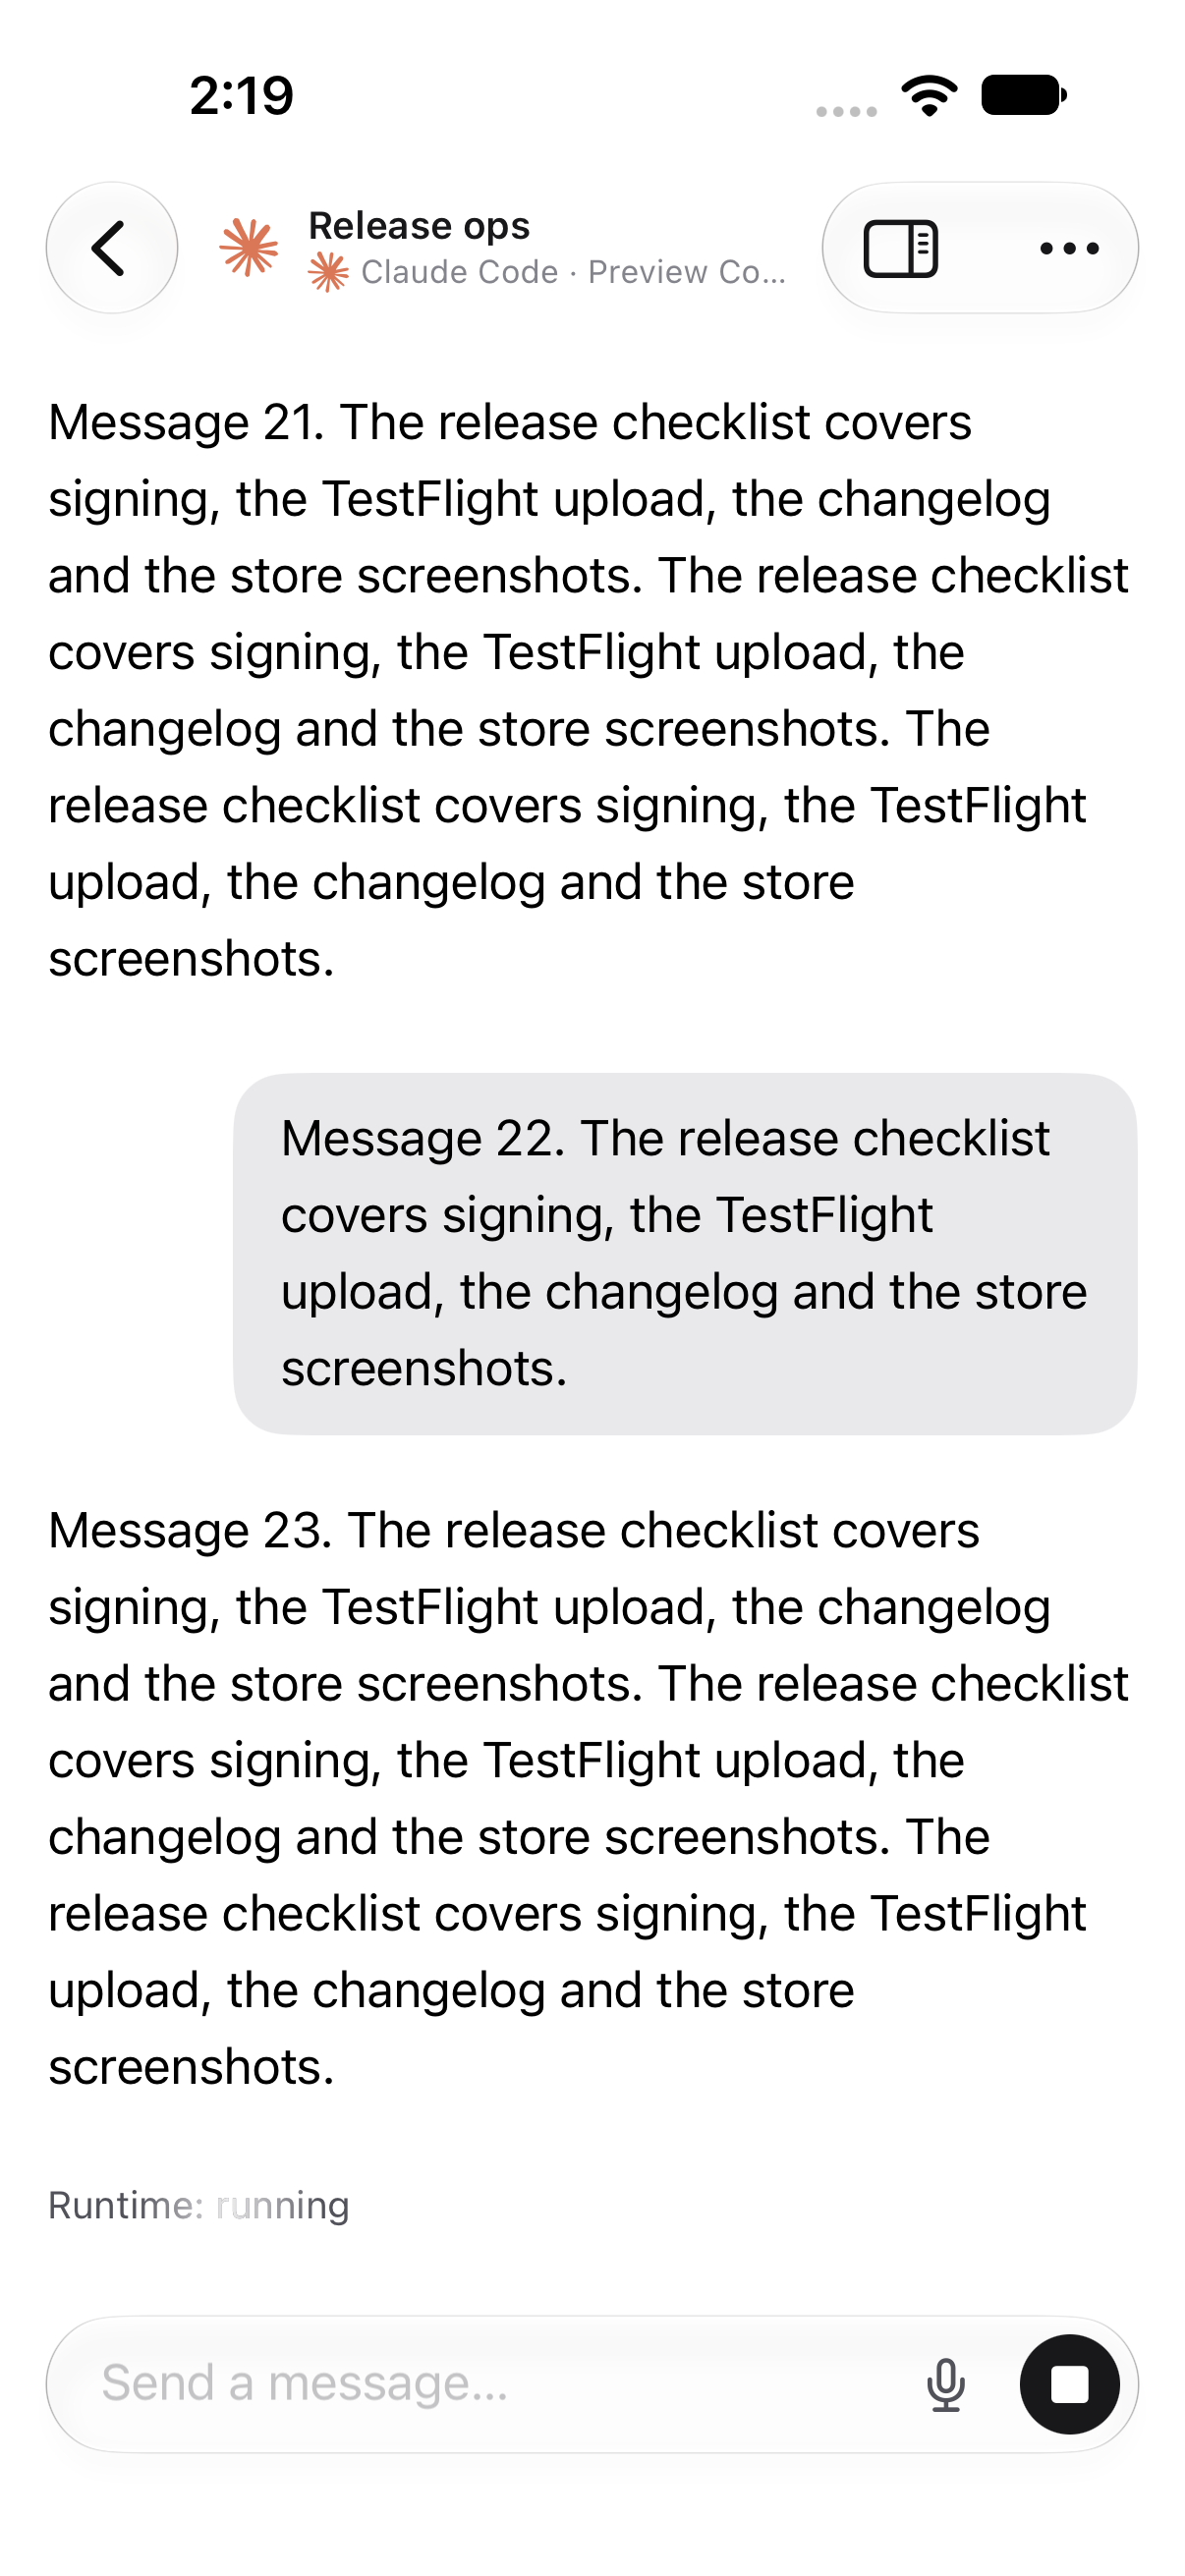 2:19
Release ops
Claude Code · Preview Co...
Message 21. The release checklist covers
signing, the TestFlight upload, the changelog
and the store screenshots. The release checklist
covers signing, the TestFlight upload, the
changelog and the store screenshots. The
release checklist covers signing, the TestFlight
upload, the changelog and the store
screenshots.
Message 22. The release checklist
covers signing, the TestFlight
upload, the changelog and the store
screenshots.
Message 23. The release checklist covers
signing, the TestFlight upload, the changelog
and the store screenshots. The release checklist
covers signing, the TestFlight upload, the
changelog and the store screenshots. The
release checklist covers signing, the TestFlight
upload, the changelog and the store
screenshots.
Runtime: running
Send a message...